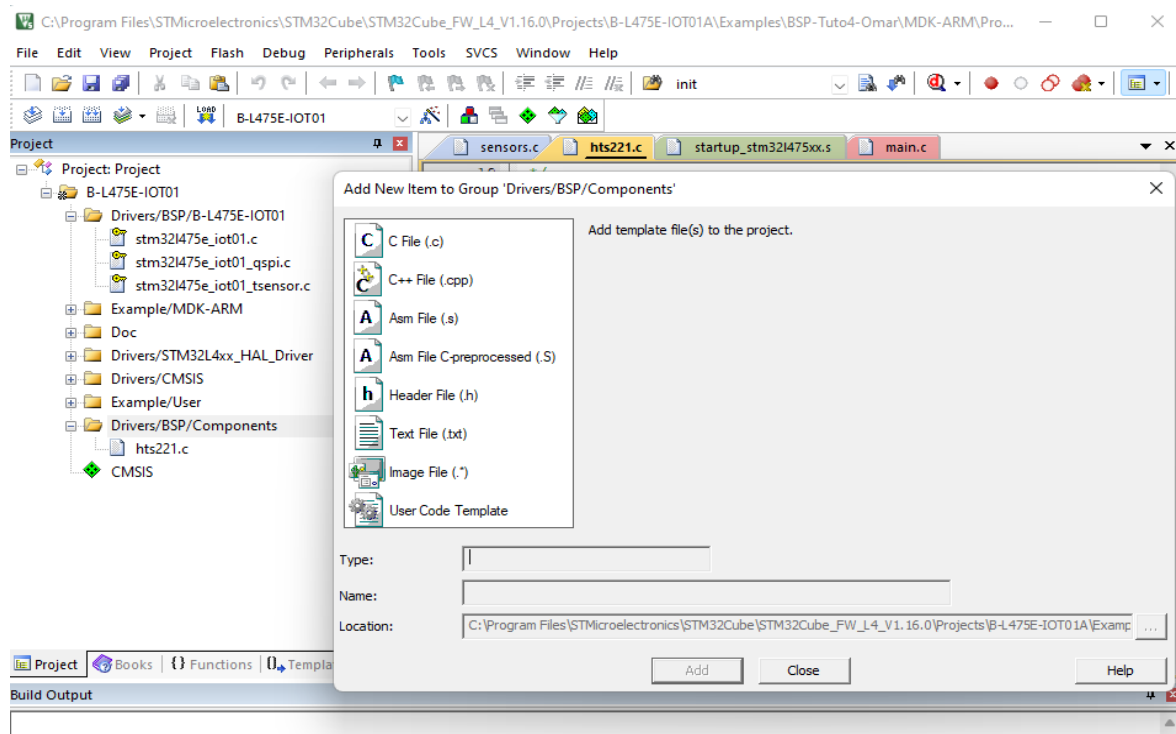 C:\Program Files\STMicroelectronics\STM32Cube\STM32Cube_FW_L4_V1.16.0\Projects\B-L475E-IOT01A\Examples\BSP-Tuto4-Omar\MDK-ARM\Pro...
File Edit View Project Flash Debug Peripherals Tools SVCS Window Help
init
LOAD B-L475E-IOT01
Project
sensors.c hts221.c startup_stm32l475xx.s main.c
Project: Project
B-L475E-IOT01
Drivers/BSP/B-L475E-IOT01
stm32l475e_iot01.c
stm32l475e_iot01_qspi.c
stm32l475e_iot01_tsensor.c
Example/MDK-ARM
Doc
Drivers/STM32L4xx_HAL_Driver
Drivers/CMSIS
Example/User
Drivers/BSP/Components
hts221.c
CMSIS
Add New Item to Group 'Drivers/BSP/Components'
Add template file(s) to the project.
C File (.c)
C++ File (.cpp)
Asm File (.s)
Asm File C-preprocessed (.S)
Header File (.h)
Text File (.txt)
Image File (.*)
User Code Template
Type:
Name:
Location: C:\Program Files\STMicroelectronics\STM32Cube\STM32Cube_FW_L4_V1.16.0\Projects\B-L475E-IOT01A\Examp ...
Add Close Help
Project Books {} Functions 0 Templa
Build Output